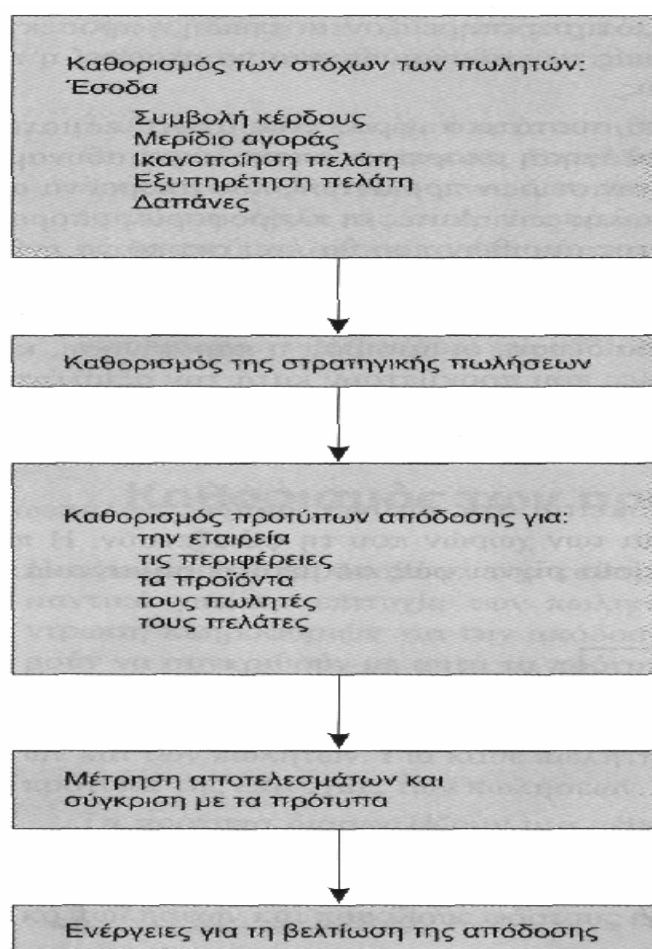 Καθορισμός των στόχων των πωλητών:
Έσοδα
Συμβολή κέρδους
Μερίδιο αγοράς
Ικανοποίηση πελάτη
Εξυπηρέτηση πελάτη
Δαπάνες
Καθορισμός της στρατηγικής πωλήσεων
Καθορισμός προτύπων απόδοσης για:
την εταιρεία
τις περιφέρειες
τα προϊόντα
τους πωλητές
τους πελάτες
Μέτρηση αποτελεσμάτων και
σύγκριση με τα πρότυπα
Ενέργειες για τη βελτίωση της απόδοσης